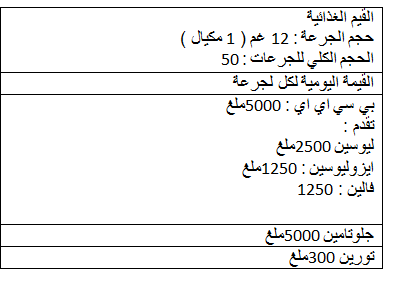 القيم الغذائية
حجم الجرعة : 12 غم ( 1 مكيال )
الحجم الكلي للجرعات : 50
القيمة اليومية لكل لجرعة
بي سي اي اي : 5000ملغ
تقدم :
ليوسين 2500ملغ
ايزوليوسين : 1250ملغ
فالين : 1250
جلوتامين 5000ملغ
تورين 300ملغ